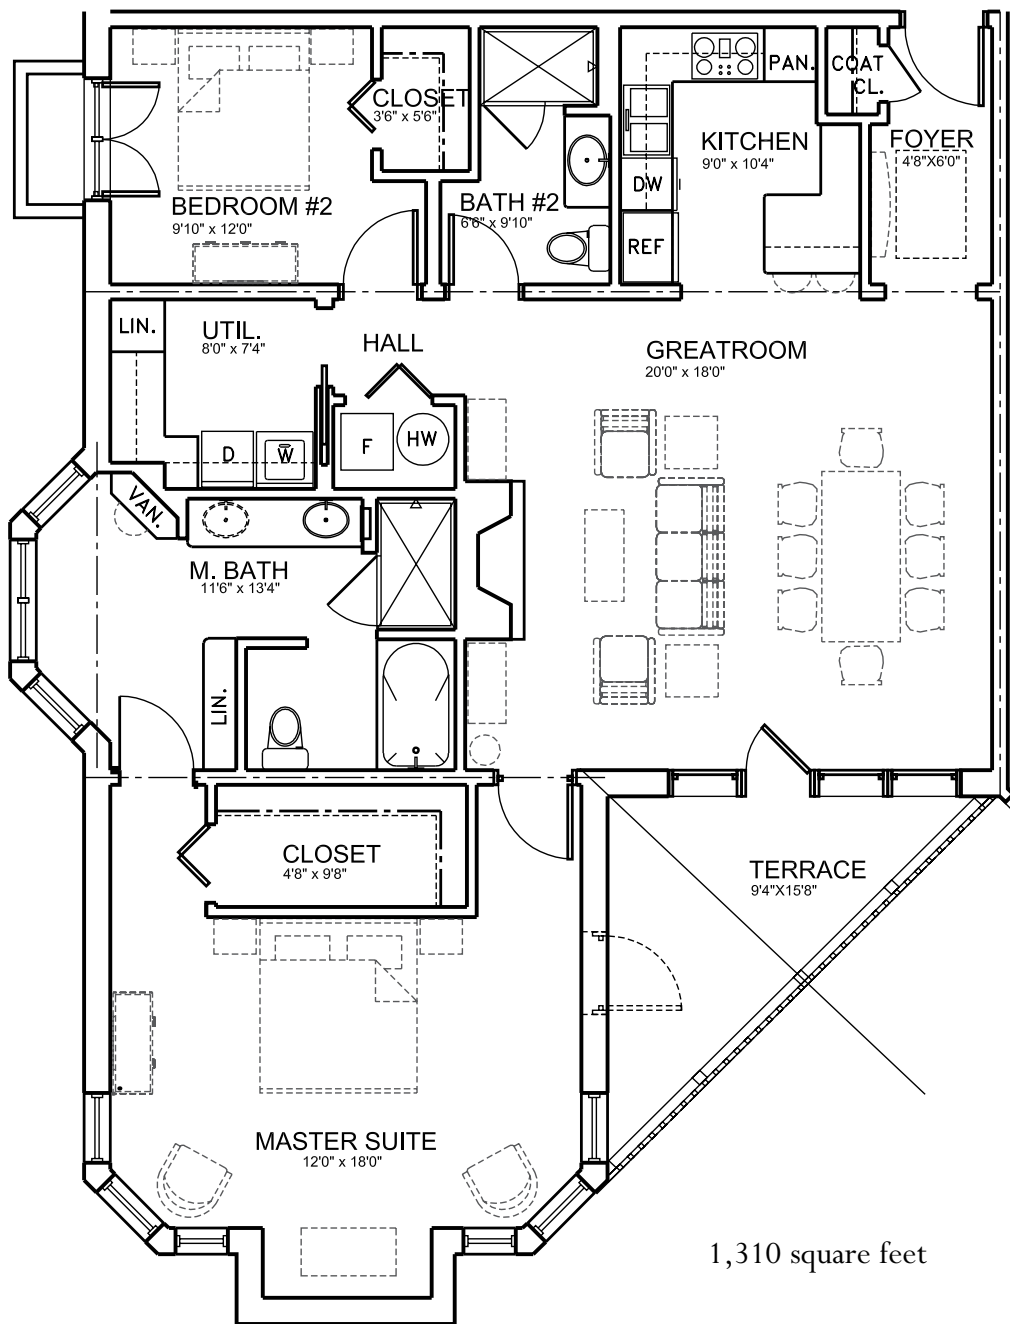 CLOSET
3'6" x 5'6"
PAN.
COAT
CL.
KITCHEN
9'0" x 10'4"
FOYER
4'8"X6'0"
DW
BEDROOM #2
9'10" x 12'0"
BATH #2
6'6" x 9'10"
REF
LIN.
UTIL.
8'0" x 7'4"
HALL
GREATROOM
20'0" x 18'0"
D
W
F
HW
VAN.
M. BATH
11'6" x 13'4"
LIN.
CLOSET
4'8" x 9'8"
TERRACE
9'4"X15'8"
MASTER SUITE
12'0" x 18'0"
1,310 square feet